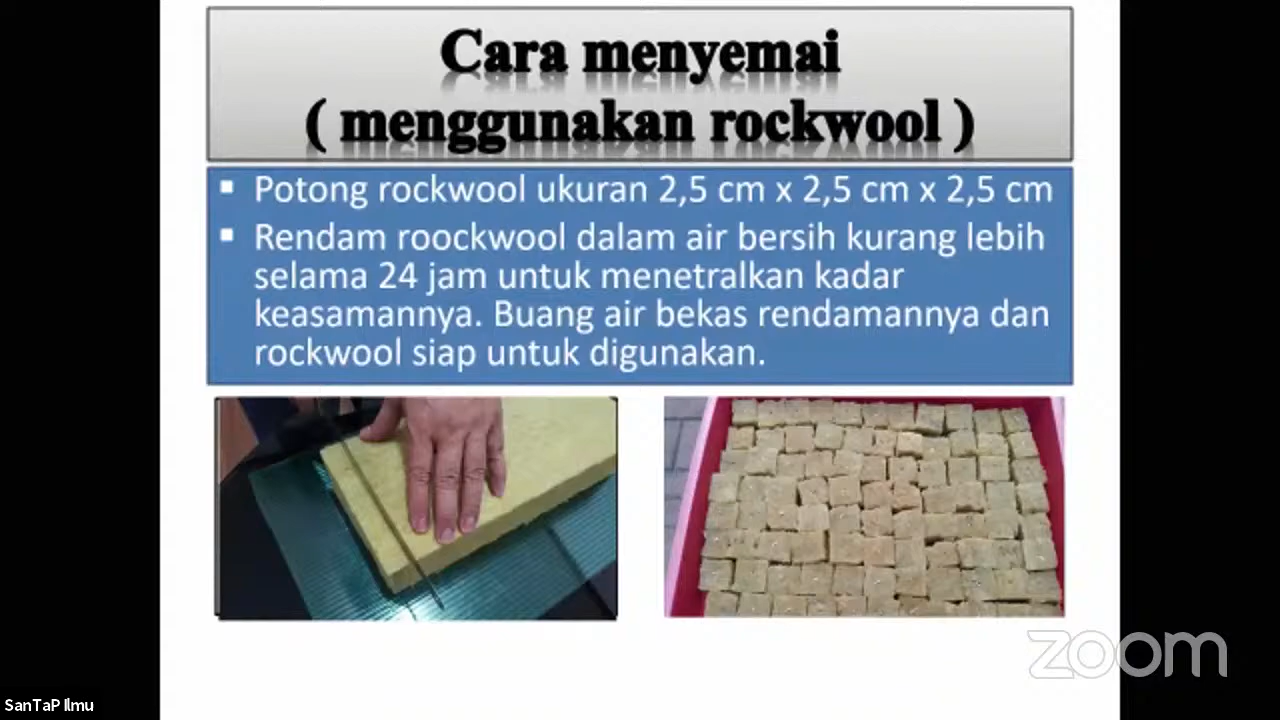 Cara menyemai
( menggunakan rockwool )
Potong rockwool ukuran 2,5 cm x 2,5 cm x 2,5 cm
Rendam roockwool dalam air bersih kurang lebih
selama 24 jam untuk menetralkan kadar
keasamannya. Buang air bekas rendamannya dan
rockwool siap untuk digunakan.
zoom
SanTaP Ilmu